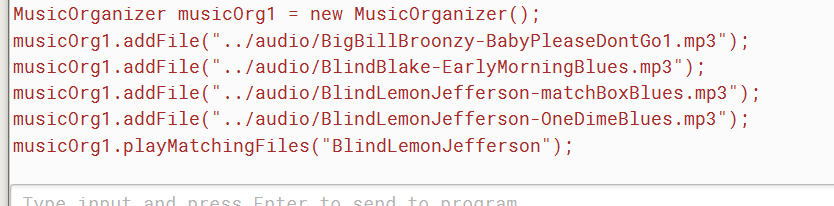 MusicOrganizer musicOrg1 = new MusicOrganizer();
musicOrg1.addFile("../audio/BigBillBroonzy-BabyPleaseDontGo1.mp3");
musicOrg1.addFile("../audio/BlindBlake-EarlyMorningBlues.mp3");
musicOrg1.addFile("../audio/BlindLemonJefferson-matchBoxBlues.mp3");
musicOrg1.addFile("../audio/BlindLemonJefferson-OneDimeBlues.mp3");
musicOrg1.playMatchingFiles("BlindLemonJefferson");
Type input and press Enter to send to program